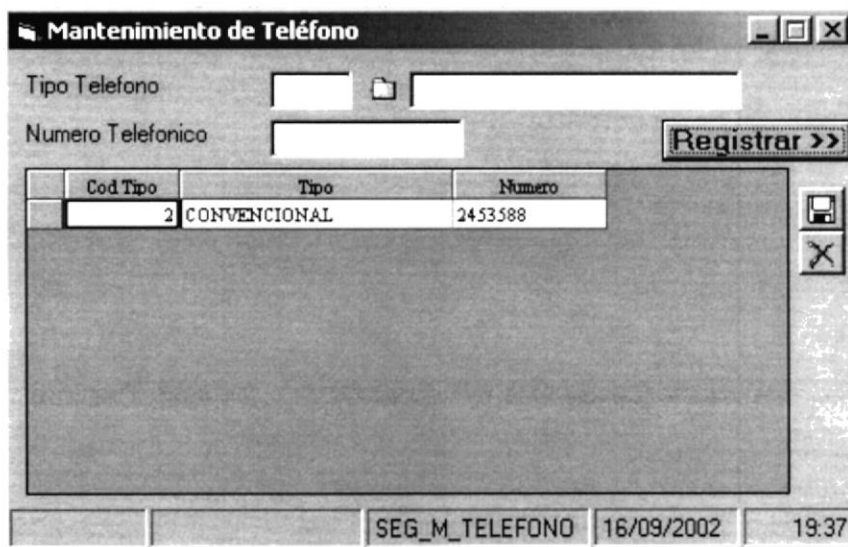 Mantenimiento de Teléfono
Tipo Telefono
Numero Telefonico
Registrar >>
Cod Tipo Tipo Numero
2 CONVENCIONAL 2453588
SEG_M_TELEFONO 16/09/2002 19:37